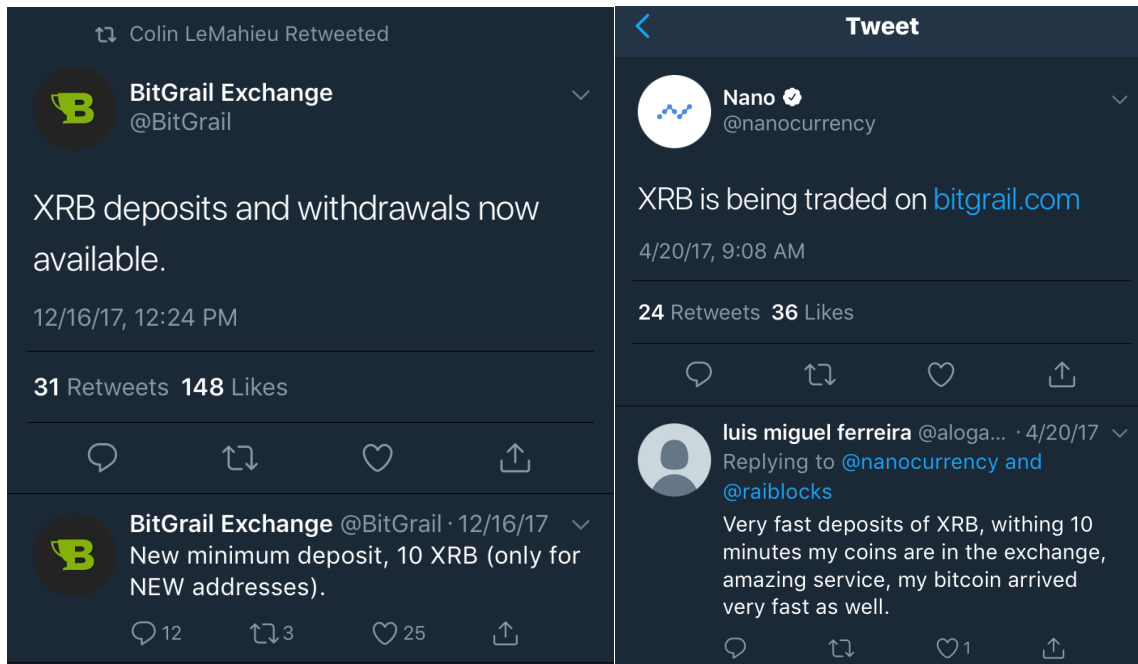 Colin LeMahieu Retweeted
BitGrail Exchange
@BitGrail
XRB deposits and withdrawals now
available.
12/16/17, 12:24 PM
31 Retweets 148 Likes
BitGrail Exchange @BitGrail · 12/16/17
New minimum deposit, 10 XRB (only for
NEW addresses).
12 3 25
Tweet
Nano
@nanocurrency
XRB is being traded on bitgrail.com
4/20/17, 9:08 AM
24 Retweets 36 Likes
luis miguel ferreira @aloga... · 4/20/17
Replying to @nanocurrency and
@raiblocks
Very fast deposits of XRB, withing 10
minutes my coins are in the exchange,
amazing service, my bitcoin arrived
very fast as well.
1